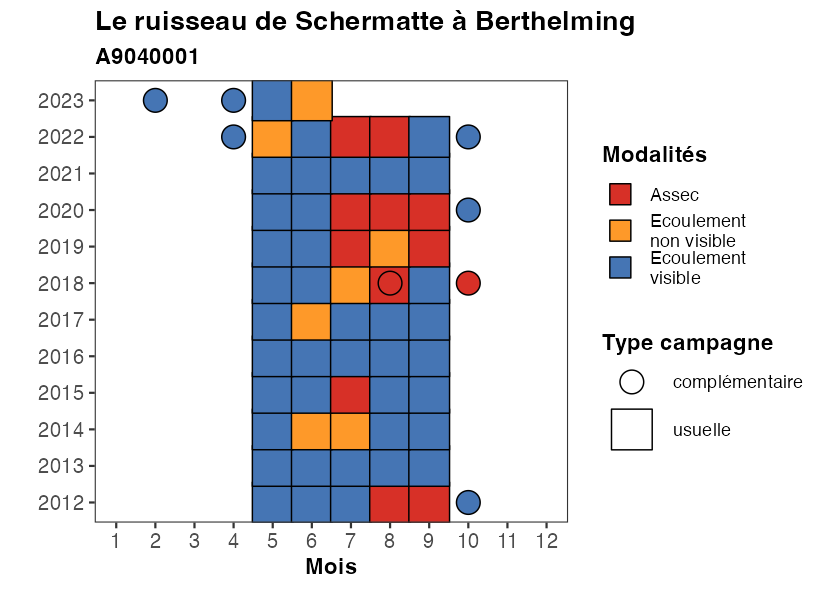 Le ruisseau de Schermatte à Berthelming
A9040001
2023
2022
2021
2020
2019
2018
2017
2016
2015
2014
2013
2012
1 2 3 4 5 6 7 8 9 10 11 12
Mois
Modalités
Assec
Ecoulement
non visible
Ecoulement
visible
Type campagne
complémentaire
usuelle